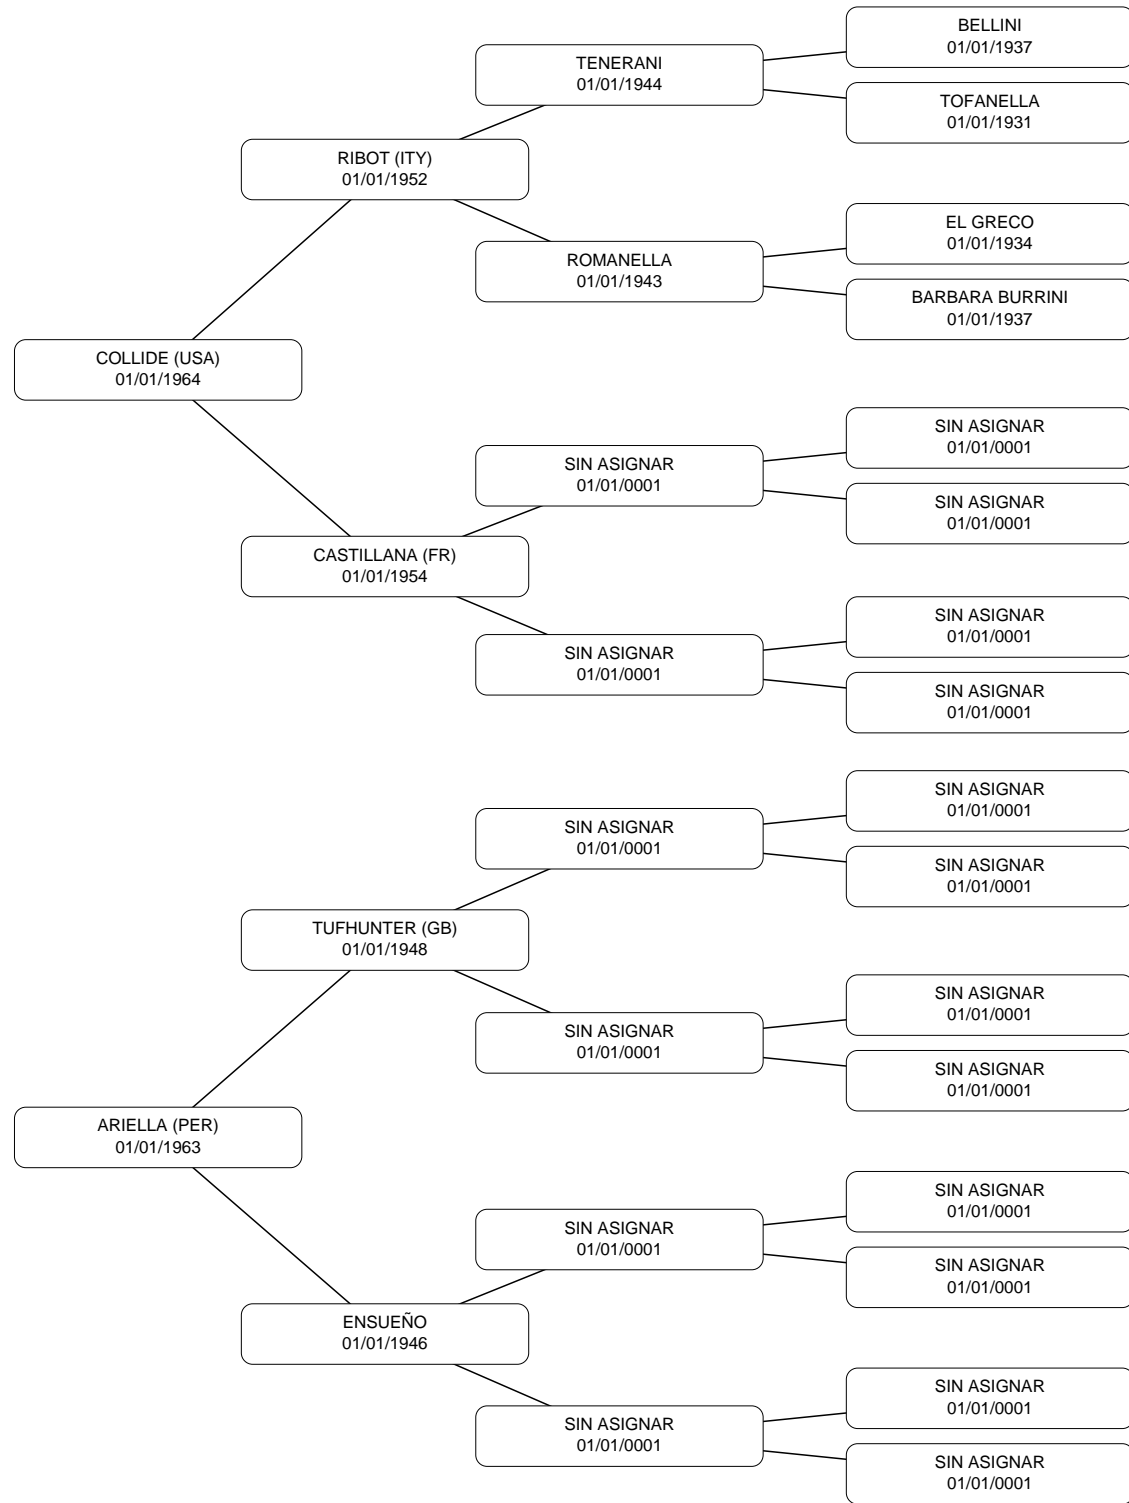 BELLINI
01/01/1937
TENERANI
01/01/1944
TOFANELLA
01/01/1931
RIBOT (ITY)
01/01/1952
EL GRECO
01/01/1934
ROMANELLA
01/01/1943
BARBARA BURRINI
01/01/1937
COLLIDE (USA)
01/01/1964
SIN ASIGNAR
01/01/0001
SIN ASIGNAR
01/01/0001
SIN ASIGNAR
01/01/0001
CASTILLANA (FR)
01/01/1954
SIN ASIGNAR
01/01/0001
SIN ASIGNAR
01/01/0001
SIN ASIGNAR
01/01/0001
SIN ASIGNAR
01/01/0001
SIN ASIGNAR
01/01/0001
SIN ASIGNAR
01/01/0001
TUFHUNTER (GB)
01/01/1948
SIN ASIGNAR
01/01/0001
SIN ASIGNAR
01/01/0001
SIN ASIGNAR
01/01/0001
ARIELLA (PER)
01/01/1963
SIN ASIGNAR
01/01/0001
SIN ASIGNAR
01/01/0001
SIN ASIGNAR
01/01/0001
ENSUEÑO
01/01/1946
SIN ASIGNAR
01/01/0001
SIN ASIGNAR
01/01/0001
SIN ASIGNAR
01/01/0001